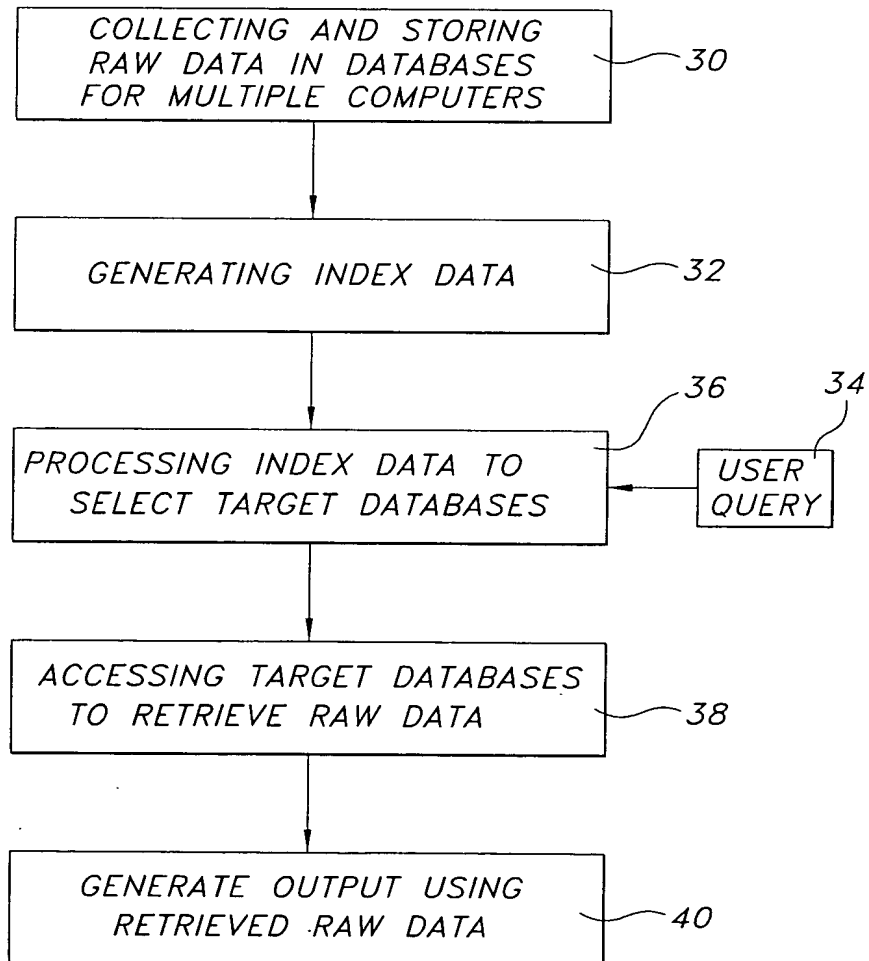 COLLECTING AND STORING
RAW DATA IN DATABASES
FOR MULTIPLE COMPUTERS
30
GENERATING INDEX DATA
32
36
34
PROCESSING INDEX DATA TO
SELECT TARGET DATABASES
USER
QUERY
ACCESSING TARGET DATABASES
TO RETRIEVE RAW DATA
38
GENERATE OUTPUT USING
RETRIEVED RAW DATA
40